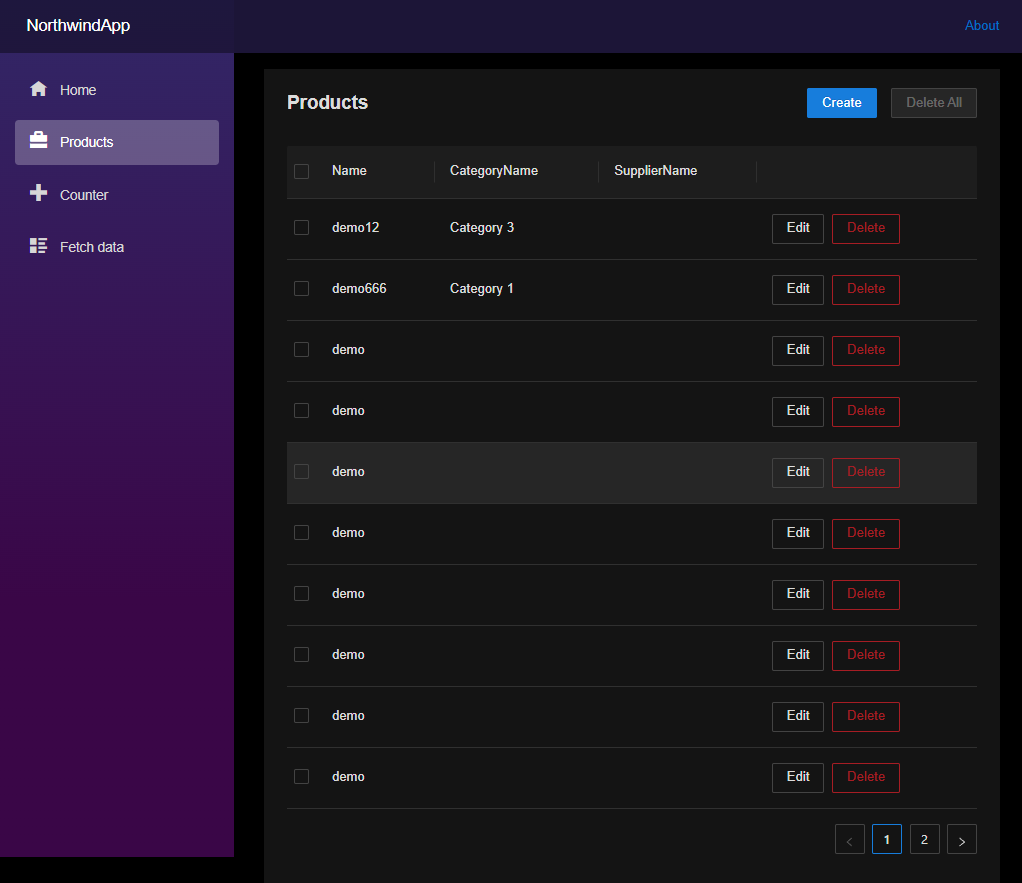 NorthwindApp
About
Home
Products
Counter
Fetch data
Products
Create
Delete All
Name CategoryName SupplierName
demo12 Category 3 Edit Delete
demo666 Category 1 Edit Delete
demo Edit Delete
demo Edit Delete
demo Edit Delete
demo Edit Delete
demo Edit Delete
demo Edit Delete
demo Edit Delete
demo Edit Delete
< 1 2 >